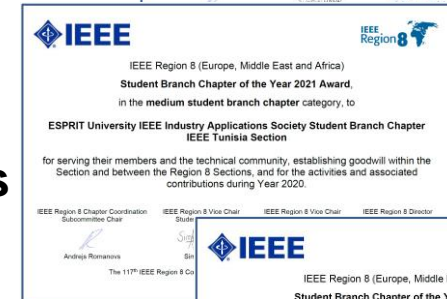 IEEE
IEEE
Region 8
IEEE Region 8 (Europe, Middle East and Africa)
Student Branch Chapter of the Year 2021 Award,
in the medium student branch chapter category, to
ESPRIT University IEEE Industry Applications Society Student Branch Chapter
IEEE Tunisia Section
for serving their members and the technical community, establishing goodwill within the
Section and between the Region 8 Sections, and for the activities and associated
contributions during Year 2020.
IEEE Region 8 Chapter Coordination IEEE Region 8 Vice Chair IEEE Region 8 Vice Chair IEEE Region 8 Director
Subcommittee Chair
Andrejs Romanovs
The 117th IEEE Region 8
s
IEEE
IEEE Region 8 (Europe, Middle
Student Branch Chapter of the